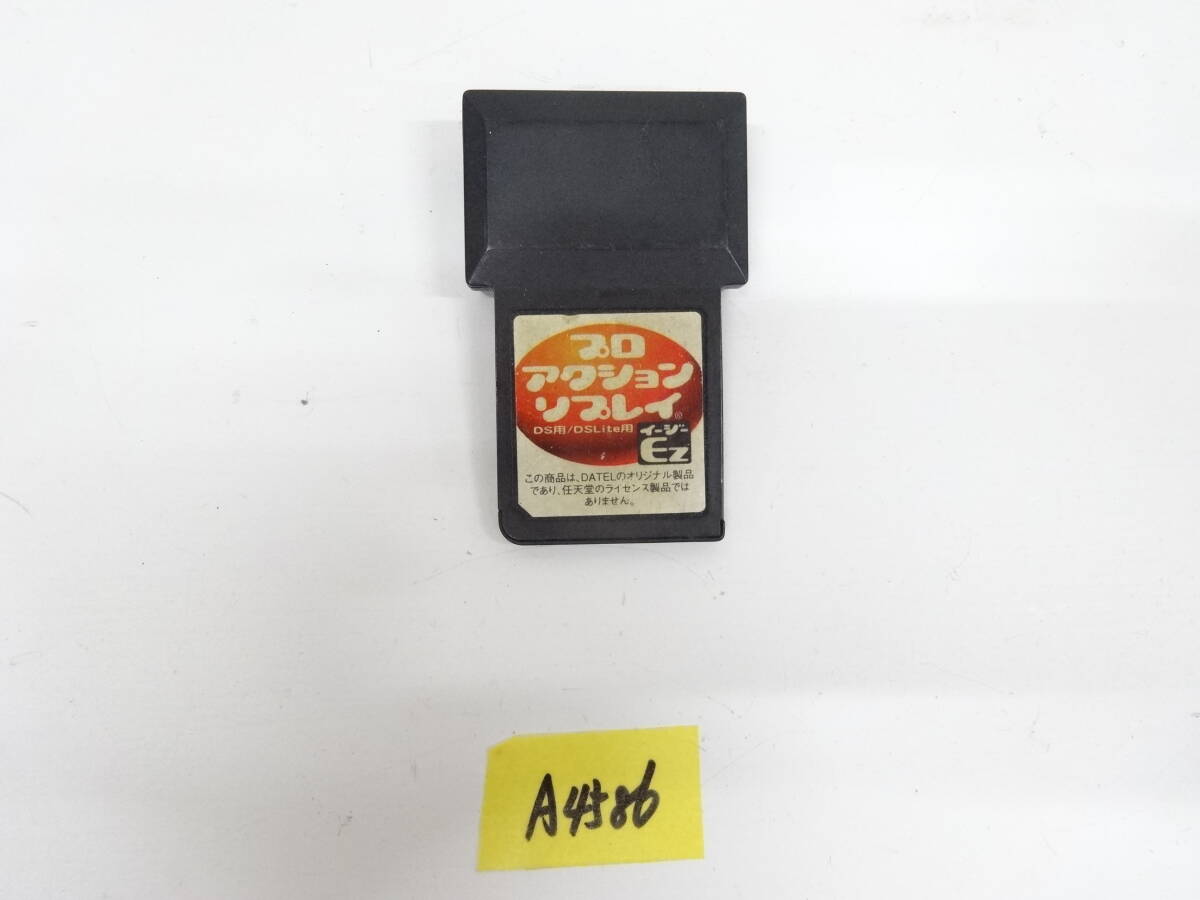 プロ
アクション
リプレイ®
DS用/DSLite用
イージー
Ez
この商品は、DATELのオリジナル製品
であり、任天堂のライセンス製品では
ありません。
A4586